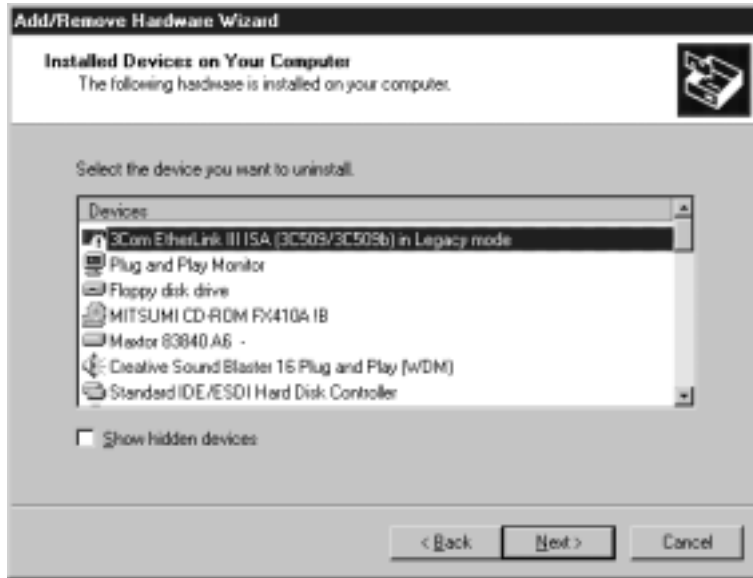 Add/Remove Hardware Wizard
Installed Devices on Your Computer
The following hardware is installed on your computer.
Select the device you want to uninstall.
Devices
3Com EtherLink III ISA (3C509/3C509b) in Legacy mode
Plug and Play Monitor
Floppy disk drive
MITSUMI CD-ROM FX410A !B
Maxtor 83840 A6 -
Creative Sound Blaster 16 Plug and Play (WDM)
Standard IDE/ESDI Hard Disk Controller
Show hidden devices
< Back Next > Cancel